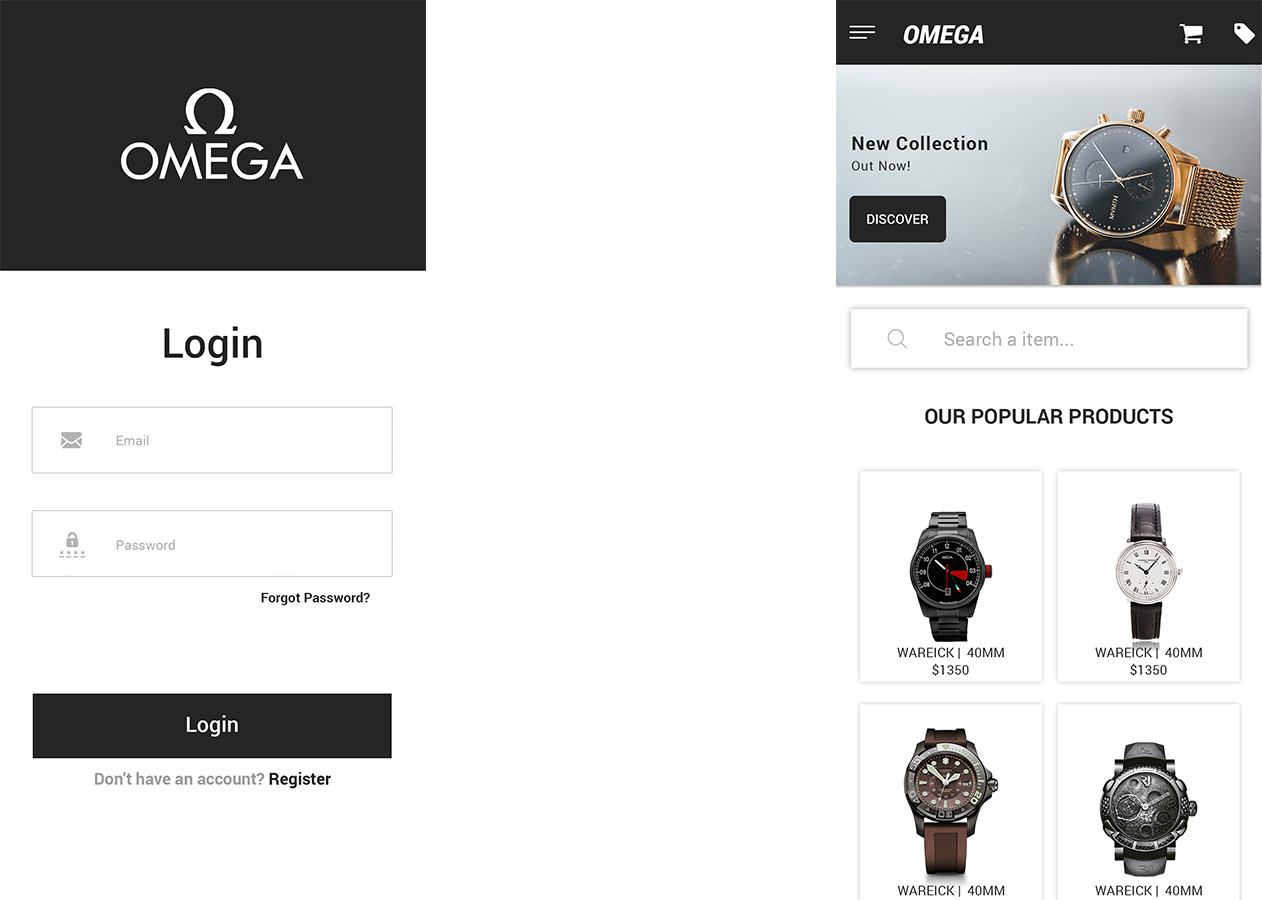 Ω
OMEGA
Login
Email
Password
Forgot Password?
Login
Don't have an account? Register
OMEGA
New Collection
Out Now!
DISCOVER
Search a item...
OUR POPULAR PRODUCTS
WAREICK | 40MM
$1350
WAREICK | 40MM
$1350
WAREICK | 40MM
WAREICK | 40MM